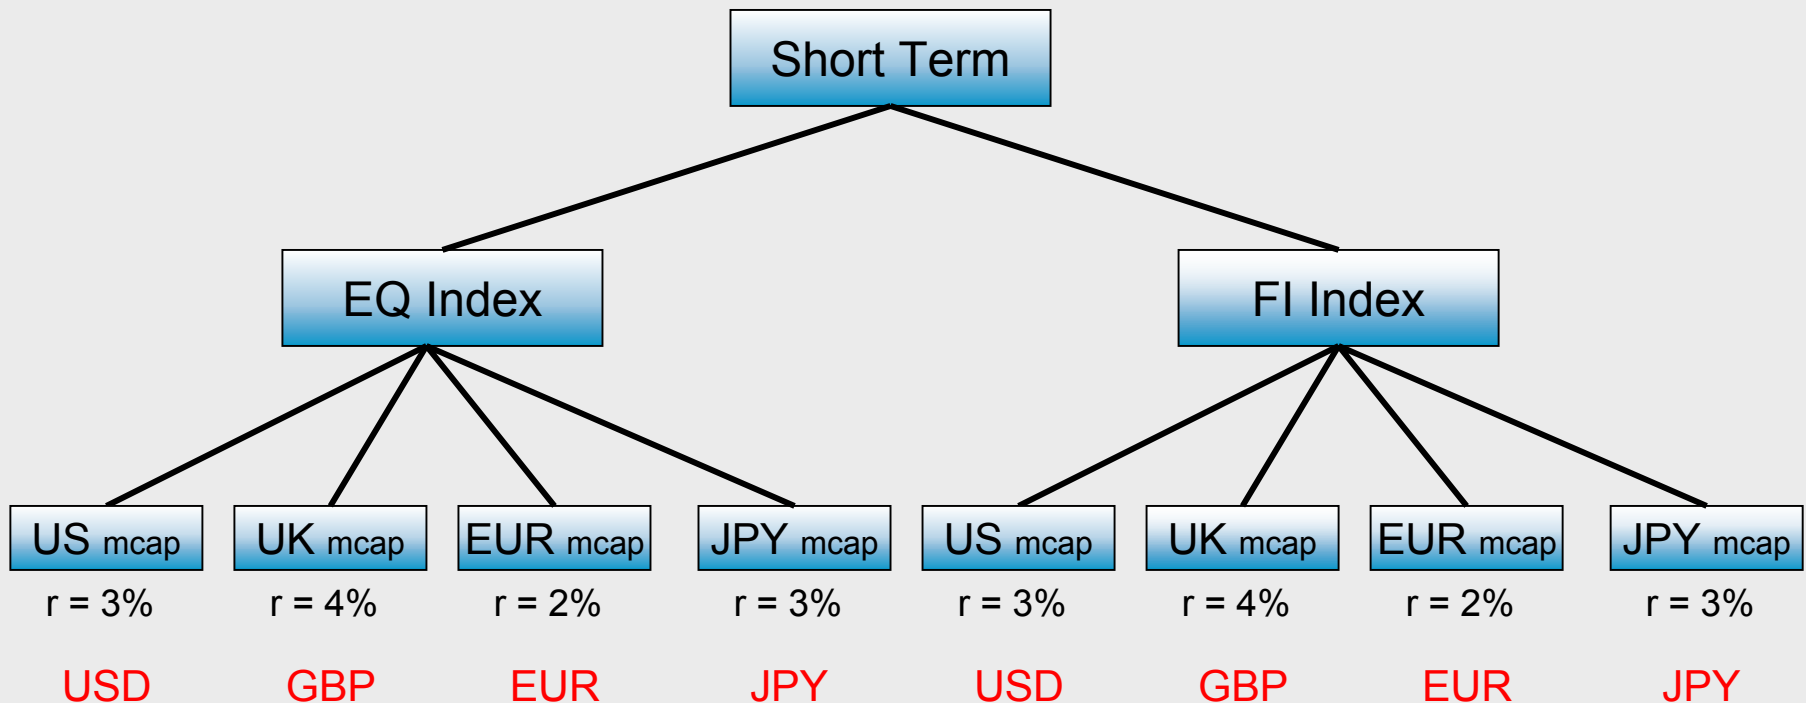 Short Term
EQ Index FI Index
US mcap UK mcap EUR mcap JPY mcap US mcap UK mcap EUR mcap JPY mcap
r = 3% r = 4% r = 2% r = 3% r = 3% r = 4% r = 2% r = 3%
USD GBP EUR JPY USD GBP EUR JPY